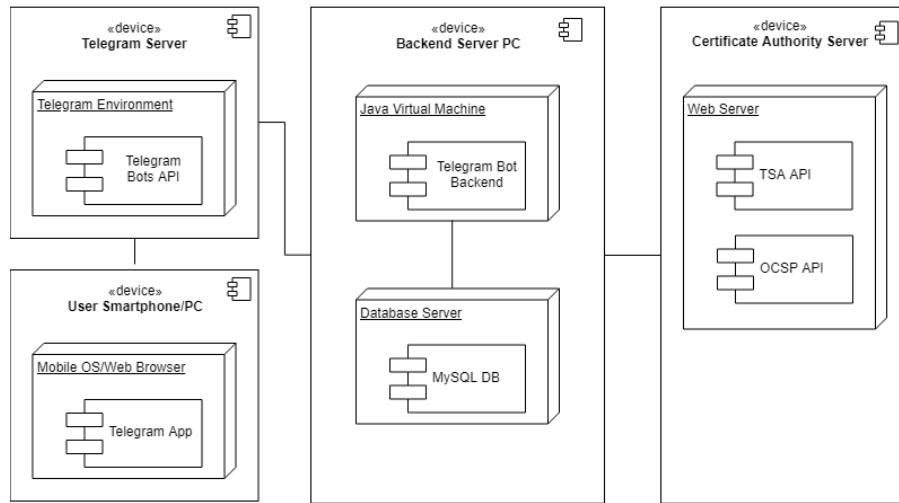 «device»
Telegram Server
Telegram Environment
Telegram
Bots API
«device»
User Smartphone/PC
Mobile OS/Web Browser
Telegram App
«device»
Backend Server PC
Java Virtual Machine
Telegram Bot
Backend
Database Server
MySQL DB
«device»
Certificate Authority Server
Web Server
TSA API
OCSP API